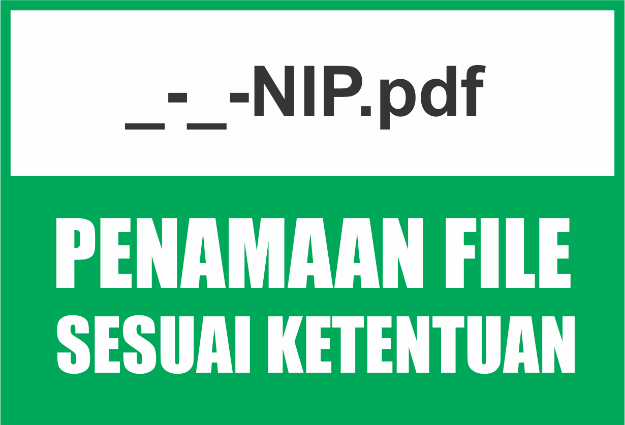 _-_-NIP.pdf
PENAMAAN FILE
SESUAI KETENTUAN